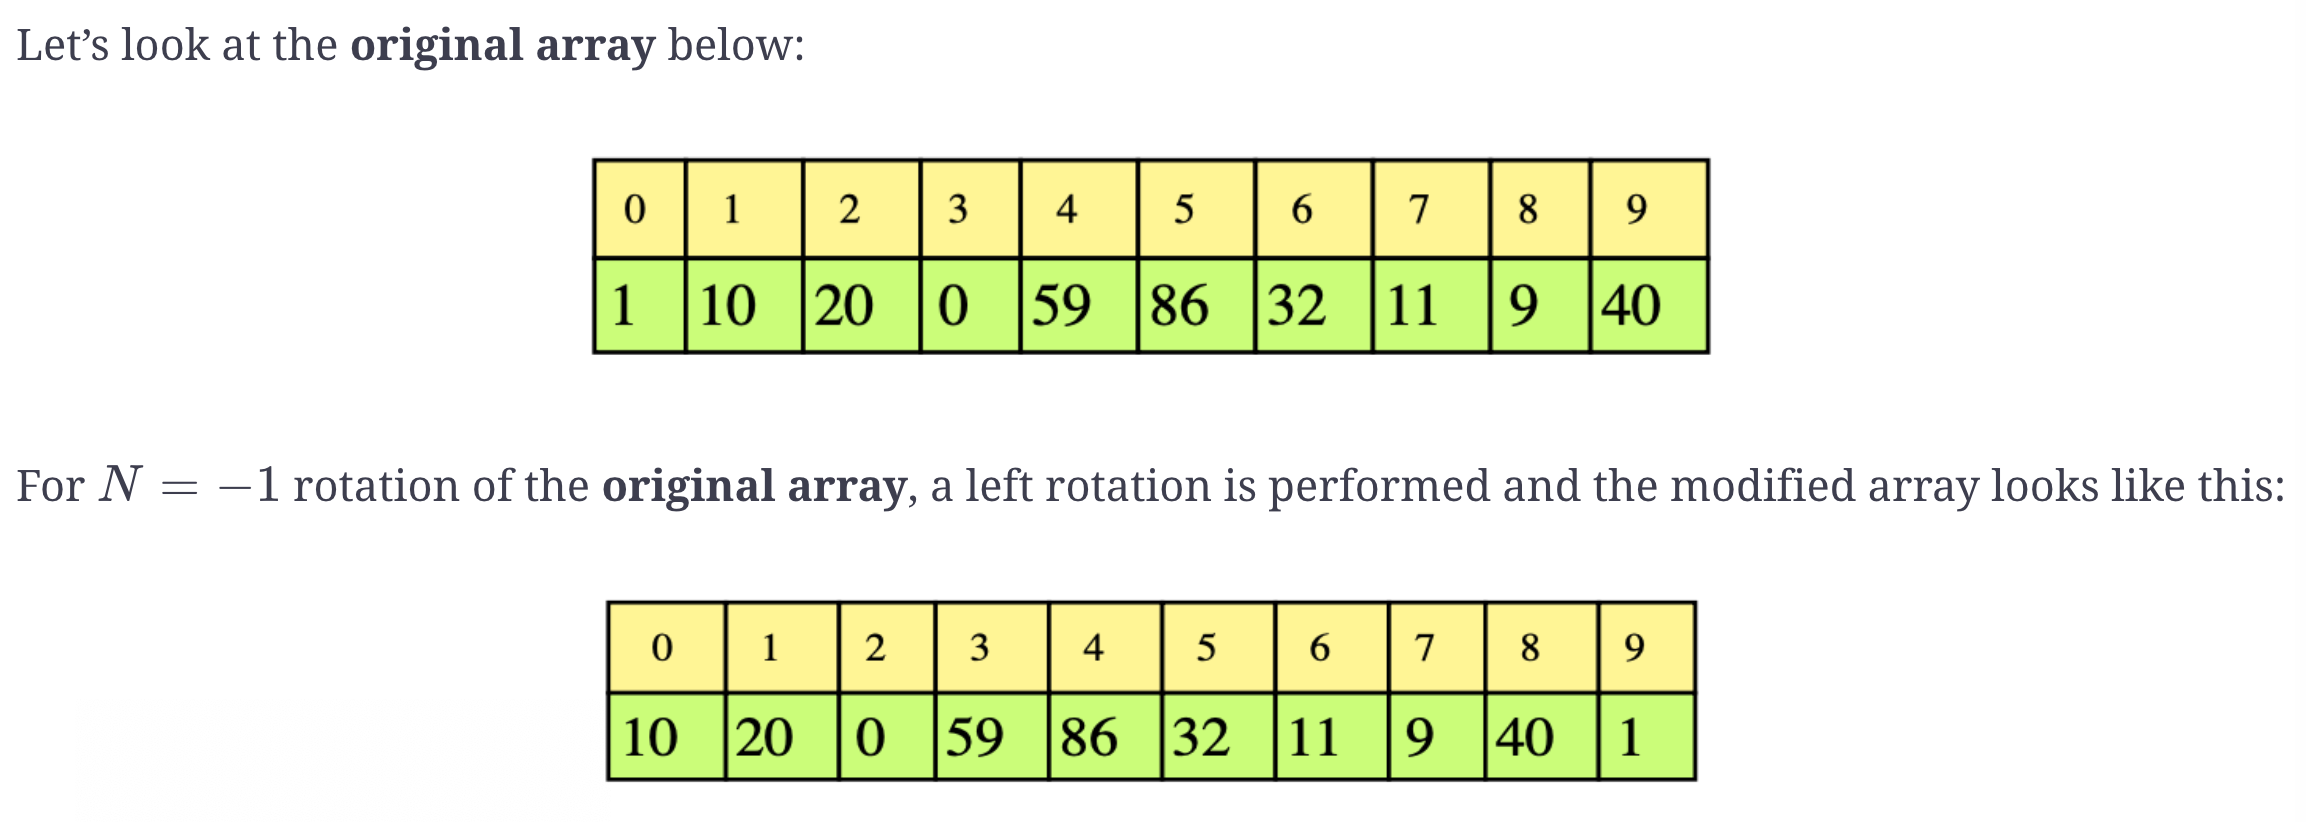 Let’s look at the original array below:
0 1 2 3 4 5 6 7 8 9
1 10 20 0 59 86 32 11 9 40
For N = −1 rotation of the original array, a left rotation is performed and the modified array looks like this:
0 1 2 3 4 5 6 7 8 9
10 20 0 59 86 32 11 9 40 1